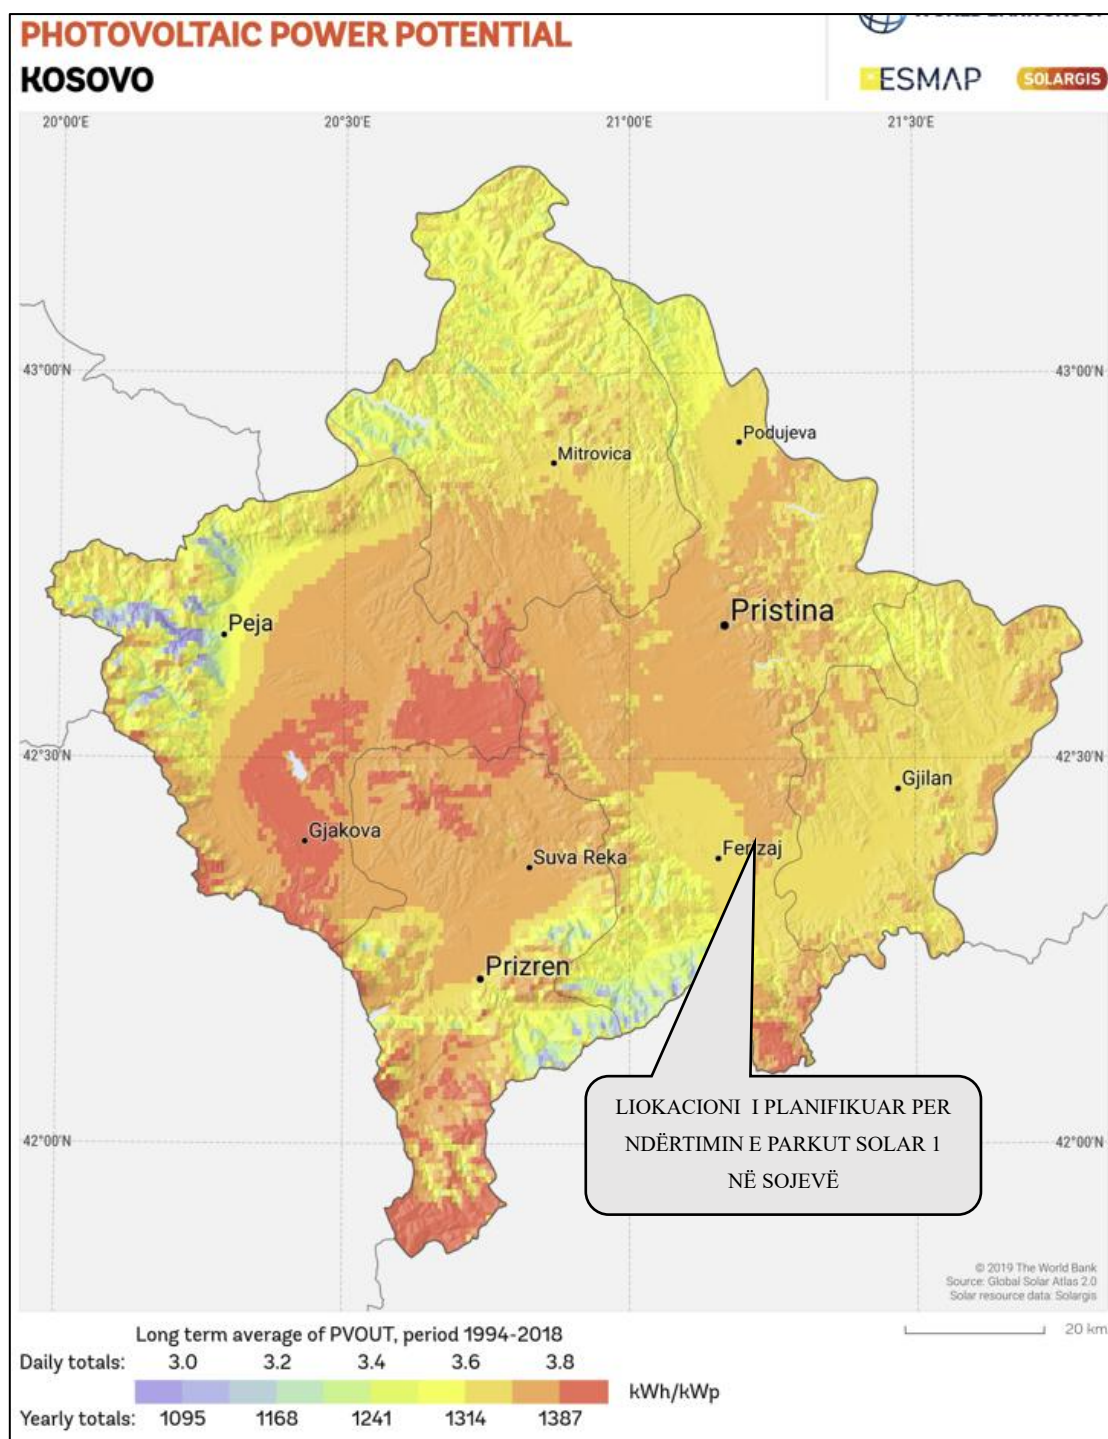 PHOTOVOLTAIC POWER POTENTIAL
KOSOVO
WORLD BANK GROUP
ESMAP
SOLARGIS
20°00'E 20°30'E 21°00'E 21°30'E
43°00'N 43°00'N
Podujeva
Mitrovica
Pristina
Peja
42°30'N 42°30'N
Gjilan
Gjakova
Ferizaj
Suva Reka
Prizren
LIOKACIONI I PLANIFIKUAR PER
NDËRTIMIN E PARKUT SOLAR 1
NË SOJEVË
42°00'N 42°00'N
© 2019 The World Bank
Source: Global Solar Atlas 2.0
Solar resource data: Solargis
Long term average of PVOUT, period 1994-2018
20 km
Daily totals: 3.0 3.2 3.4 3.6 3.8
kWh/kWp
Yearly totals: 1095 1168 1241 1314 1387